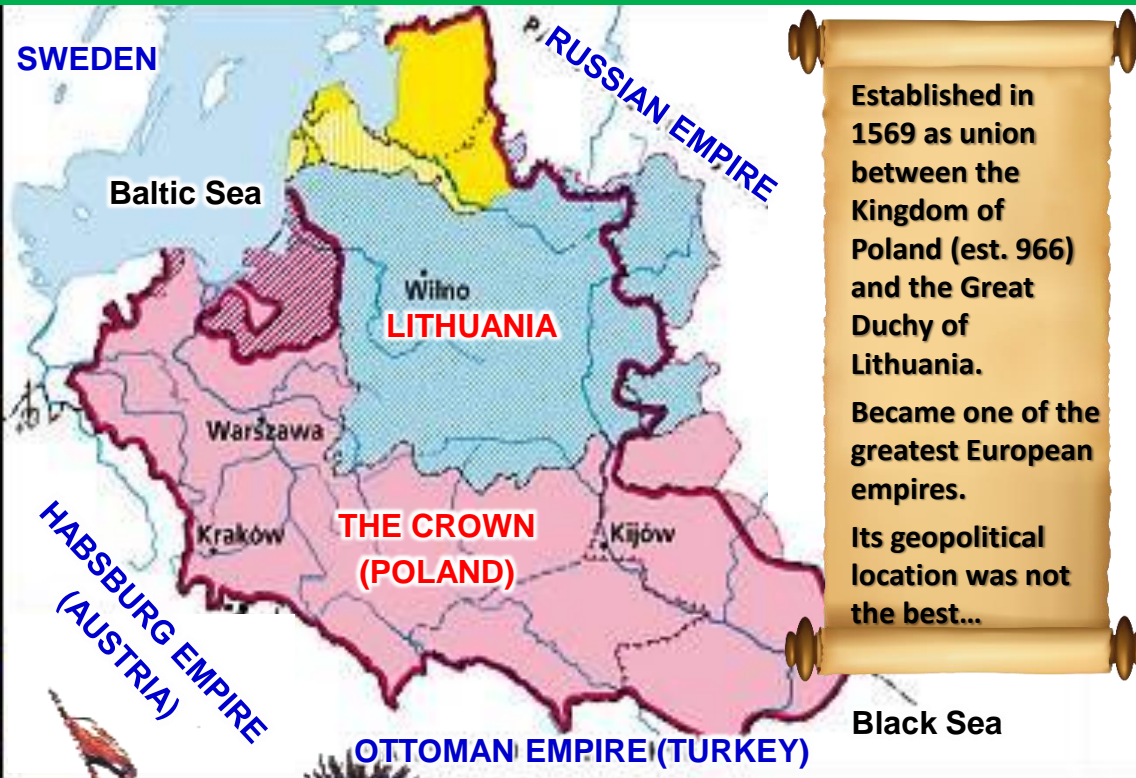 SWEDEN
RUSSIAN EMPIRE
Baltic Sea
Wilno
LITHUANIA
Warszawa
Kraków
THE CROWN
(POLAND)
Kijów
HABSBURG EMPIRE
(AUSTRIA)
OTTOMAN EMPIRE (TURKEY)
Black Sea
Established in
1569 as union
between the
Kingdom of
Poland (est. 966)
and the Great
Duchy of
Lithuania.
Became one of the
greatest European
empires.
Its geopolitical
location was not
the best…